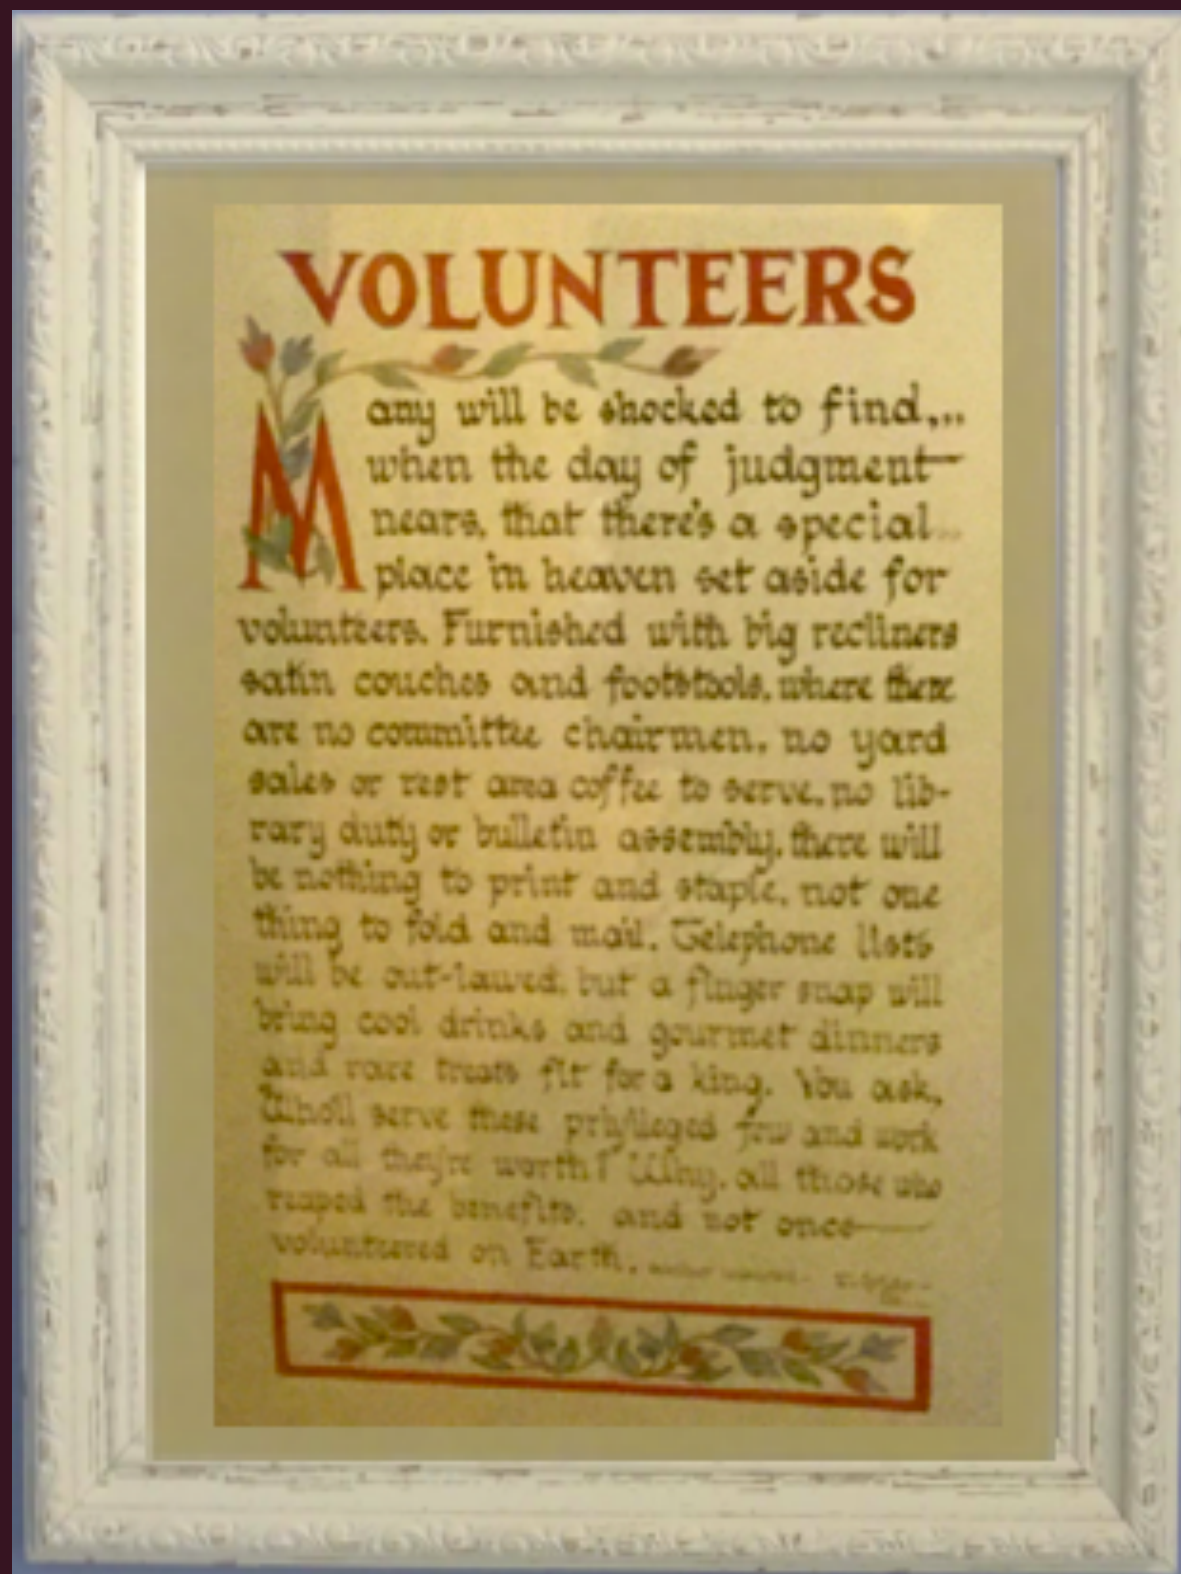 VOLUNTEERS
Many will be shocked to find,..
when the day of judgment
nears, that there's a special..
place in heaven set aside for
volunteers. Furnished with big recliners
satin couches and footstools, where there
are no committee chairmen, no yard
sales or rest area coffee to serve, no lib-
rary duty or bulletin assembly, there will
be nothing to print and staple, not one
thing to fold and mail. Telephone lists
will be out-lawed, but a finger snap will
bring cool drinks and gourmet dinners
and rare treats fit for a king. You ask,
Who'll serve these privileged few and work
for all they're worth? Why, all those who
reaped the benefits, and not once
volunteered on Earth.